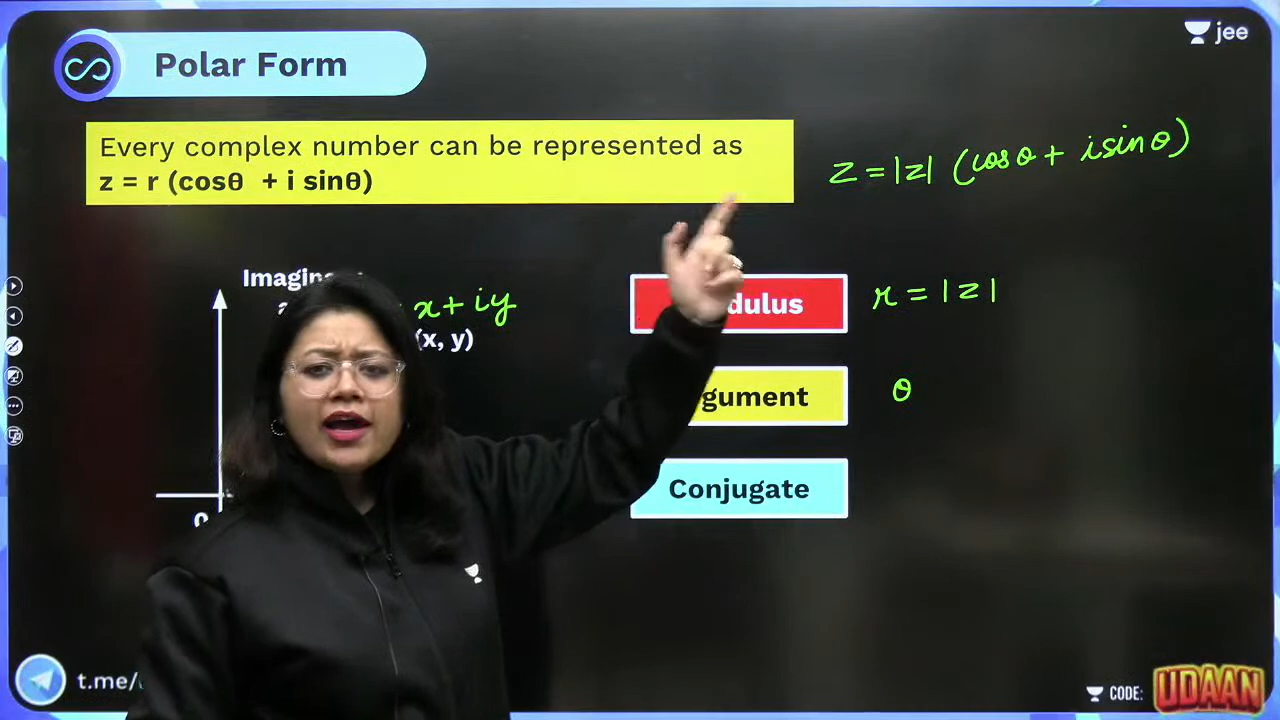 jee
Polar Form
Every complex number can be represented as
z = r (cosθ + i sinθ)
z = |z| (cosθ + i sinθ)
x + iy
(x, y)
r = |z|
θ
Conjugate
t.me/
CODE:
UDAAN